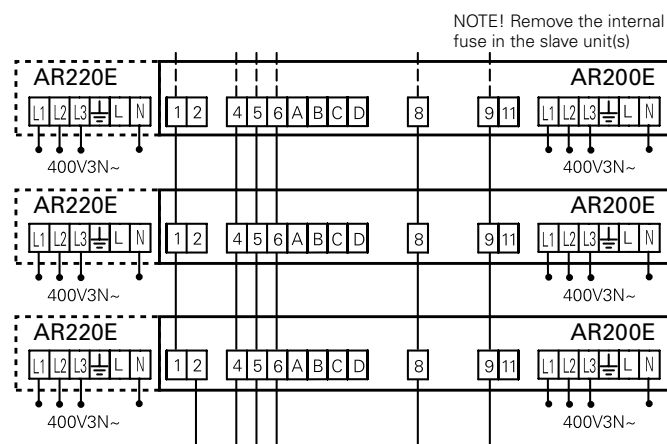 NOTE! Remove the internal
fuse in the slave unit(s)
AR220E AR200E
L1 L2 L3 L N 1 2 4 5 6 A B C D 8 9 11 L1 L2 L3 L N
400V3N~ 400V3N~
AR220E AR200E
L1 L2 L3 L N 1 2 4 5 6 A B C D 8 9 11 L1 L2 L3 L N
400V3N~ 400V3N~
AR220E AR200E
L1 L2 L3 L N 1 2 4 5 6 A B C D 8 9 11 L1 L2 L3 L N
400V3N~ 400V3N~